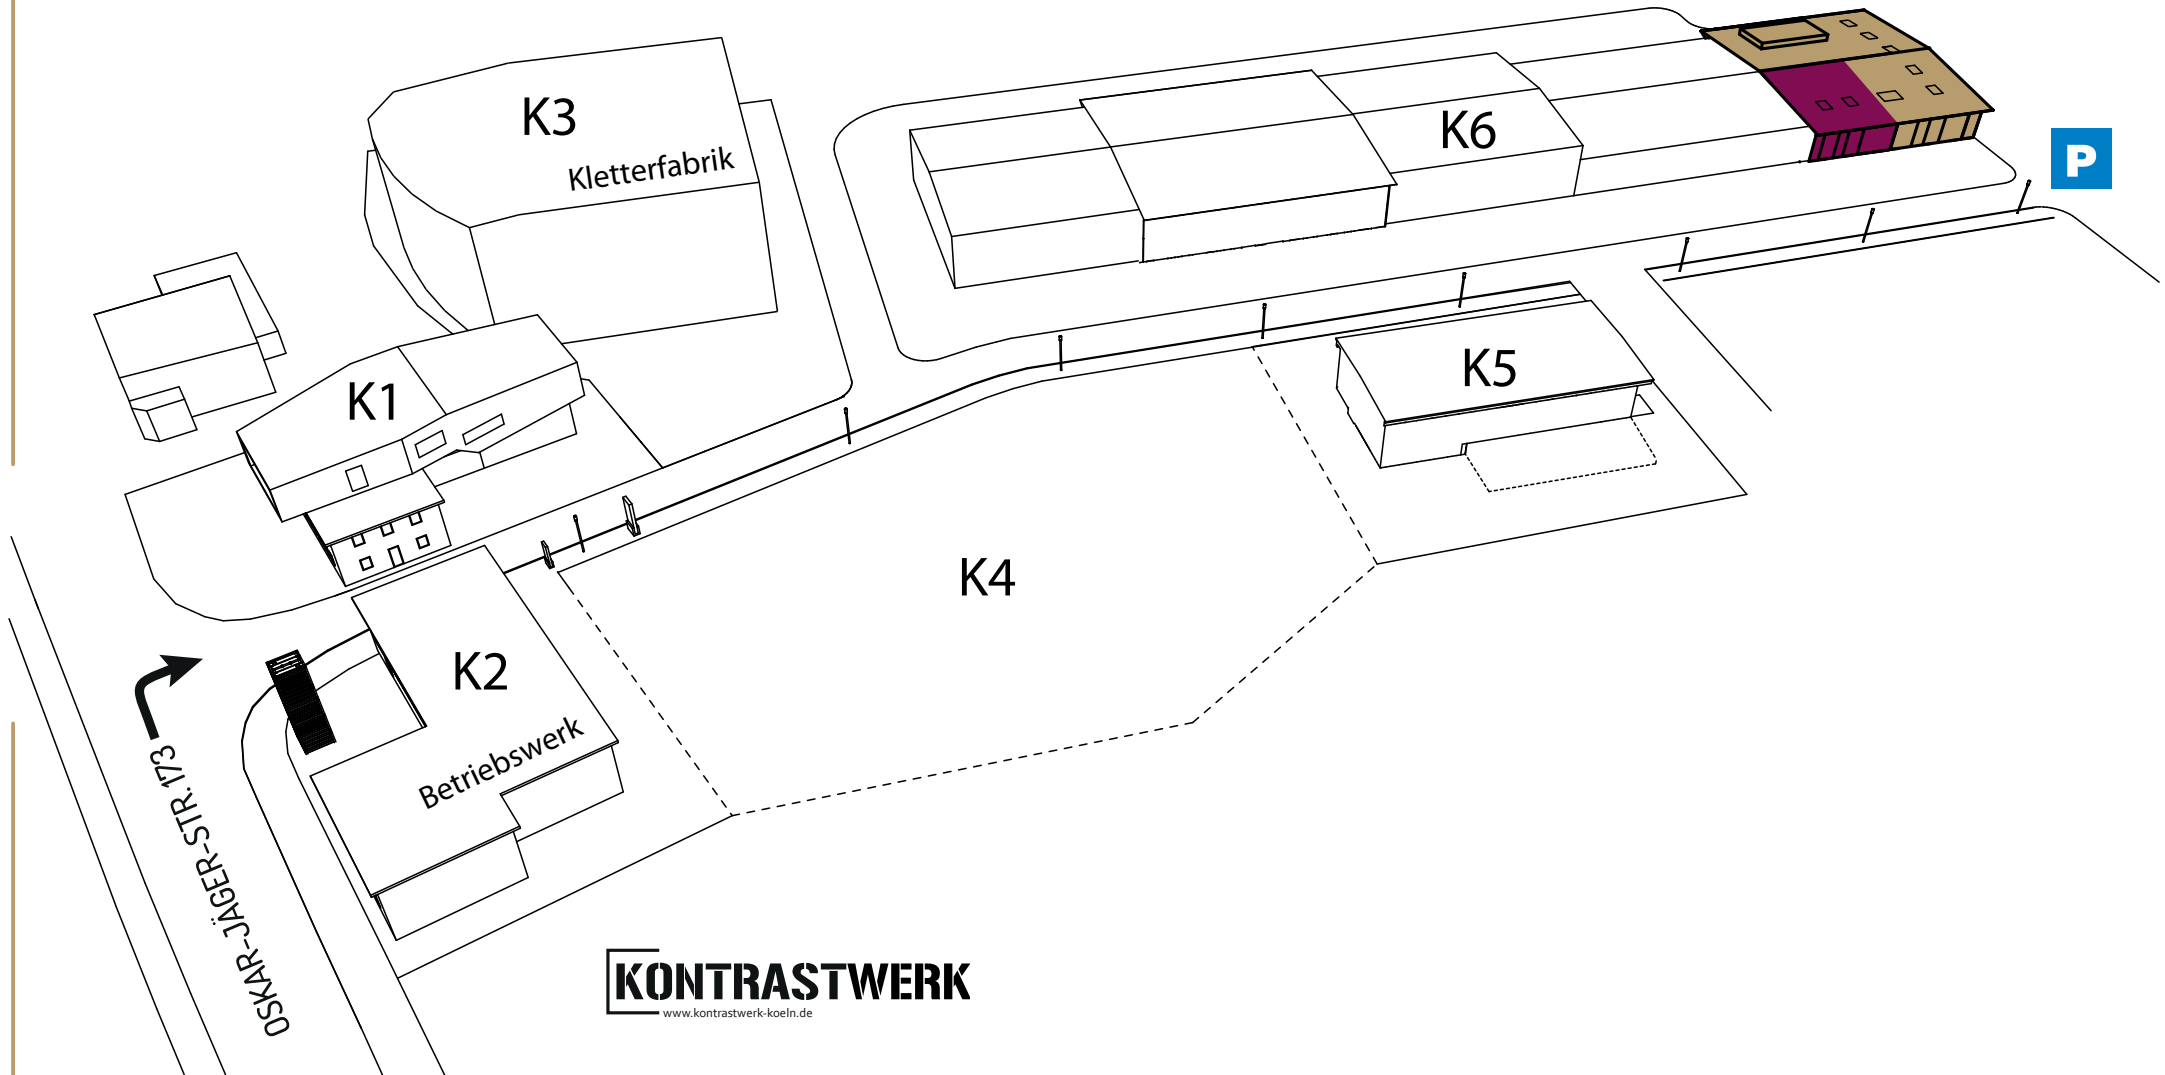 K3
Kletterfabrik
K6
P
K1
K5
K4
K2
Betriebswerk
OSKAR-JÄGER-STR.173
KONTRASTWERK
www.kontrastwerk-koeln.de